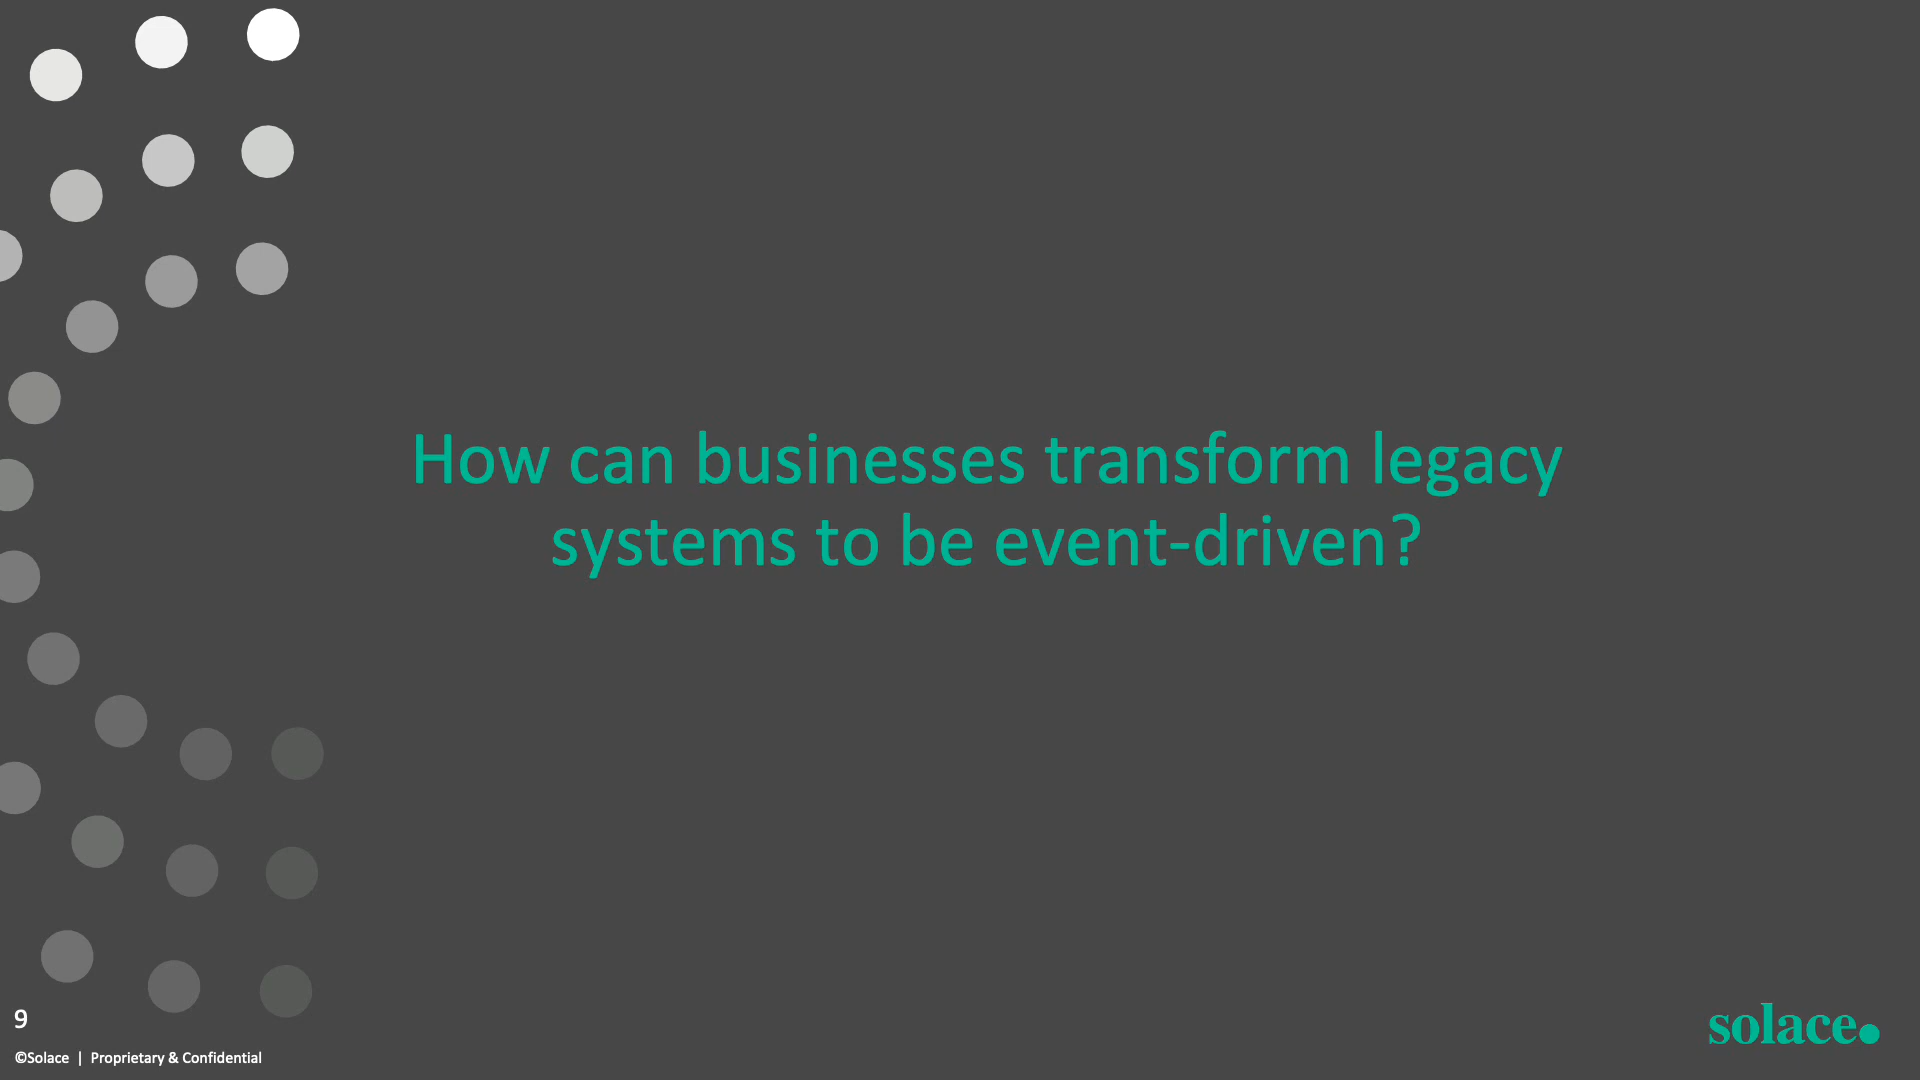 How can businesses transform legacy
systems to be event-driven?
9
©Solace | Proprietary & Confidential
solace.